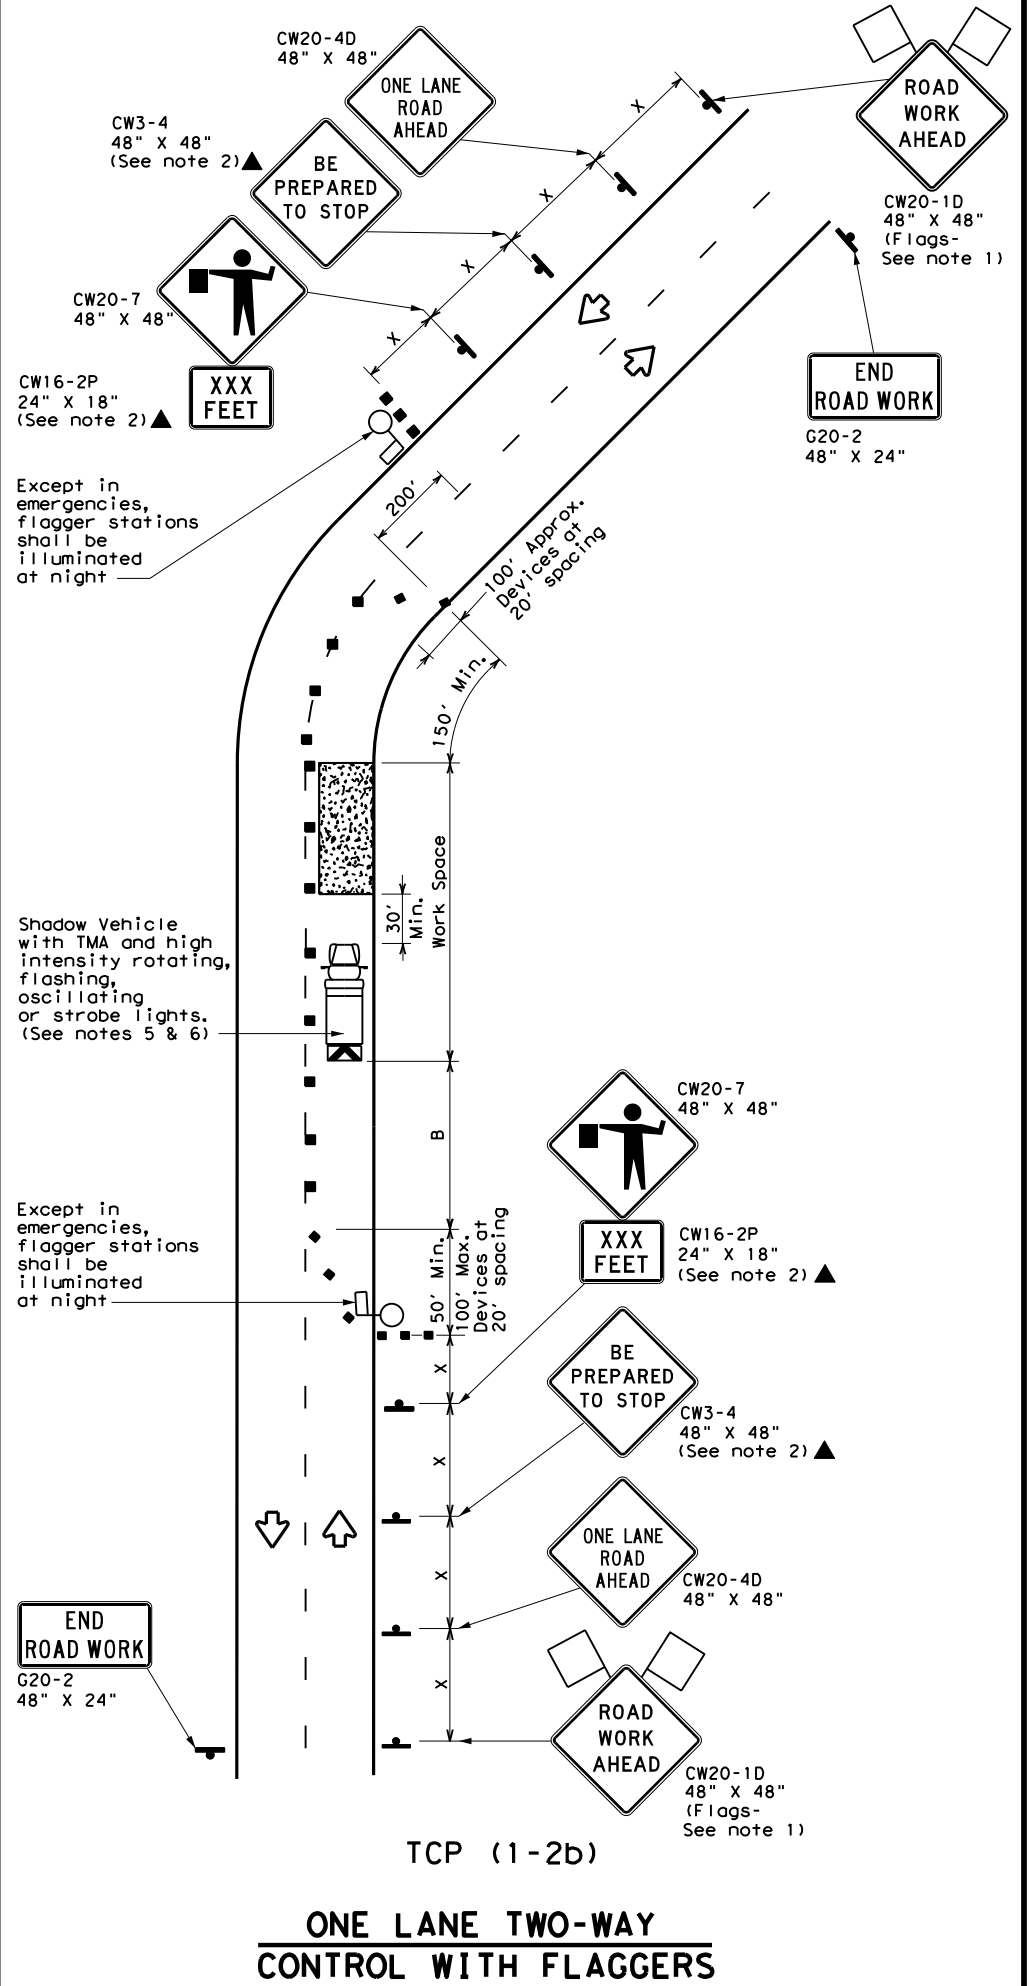 CW20-4D
48" X 48"
ONE LANE
ROAD
AHEAD
X
ROAD
WORK
AHEAD
CW20-1D
48" X 48"
(Flags-
See note 1)
CW3-4
48" X 48"
(See note 2)
BE
PREPARED
TO STOP
X
X
CW20-7
48" X 48"
X
CW16-2P
24" X 18"
(See note 2)
XXX
FEET
END
ROAD WORK
G20-2
48" X 24"
Except in
emergencies,
flagger stations
shall be
illuminated
at night
200'
100' Approx.
Devices at
20' spacing
150' Min.
Work Space
30'
Min.
Shadow Vehicle
with TMA and high
intensity rotating,
flashing,
oscillating
or strobe lights.
(See notes 5 & 6)
B
CW20-7
48" X 48"
Except in
emergencies,
flagger stations
shall be
illuminated
at night
50' Min.
100' Max.
Devices at
20' spacing
XXX
FEET
CW16-2P
24" X 18"
(See note 2)
X
BE
PREPARED
TO STOP
CW3-4
48" X 48"
(See note 2)
X
ONE LANE
ROAD
AHEAD
CW20-4D
48" X 48"
X
END
ROAD WORK
G20-2
48" X 24"
X
ROAD
WORK
AHEAD
CW20-1D
48" X 48"
(Flags-
See note 1)
TCP (1-2b)
ONE LANE TWO-WAY
CONTROL WITH FLAGGERS